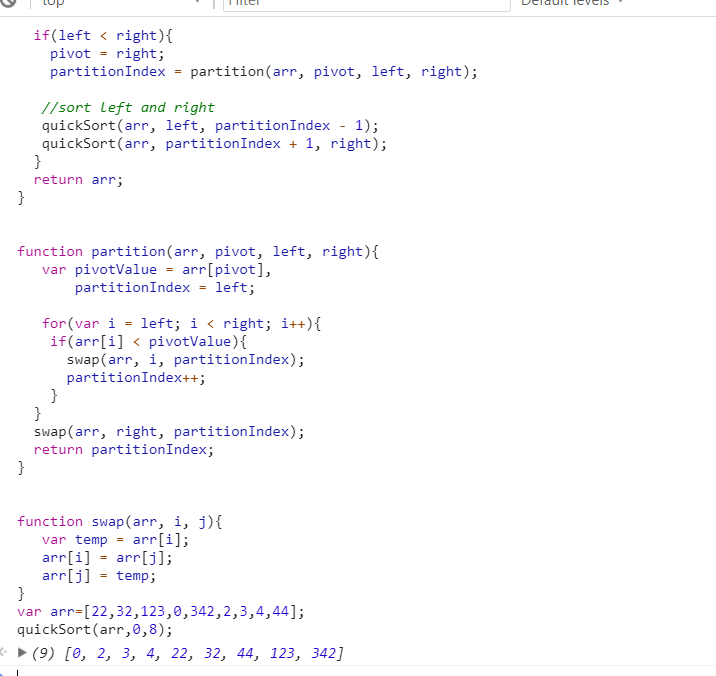 top Filter Default levels
if(left < right){
pivot = right;
partitionIndex = partition(arr, pivot, left, right);
//sort left and right
quickSort(arr, left, partitionIndex - 1);
quickSort(arr, partitionIndex + 1, right);
}
return arr;
}
function partition(arr, pivot, left, right){
var pivotValue = arr[pivot],
partitionIndex = left;
for(var i = left; i < right; i++){
if(arr[i] < pivotValue){
swap(arr, i, partitionIndex);
partitionIndex++;
}
}
swap(arr, right, partitionIndex);
return partitionIndex;
}
function swap(arr, i, j){
var temp = arr[i];
arr[i] = arr[j];
arr[j] = temp;
}
var arr=[22,32,123,0,342,2,3,4,44];
quickSort(arr,0,8);
(9) [0, 2, 3, 4, 22, 32, 44, 123, 342]